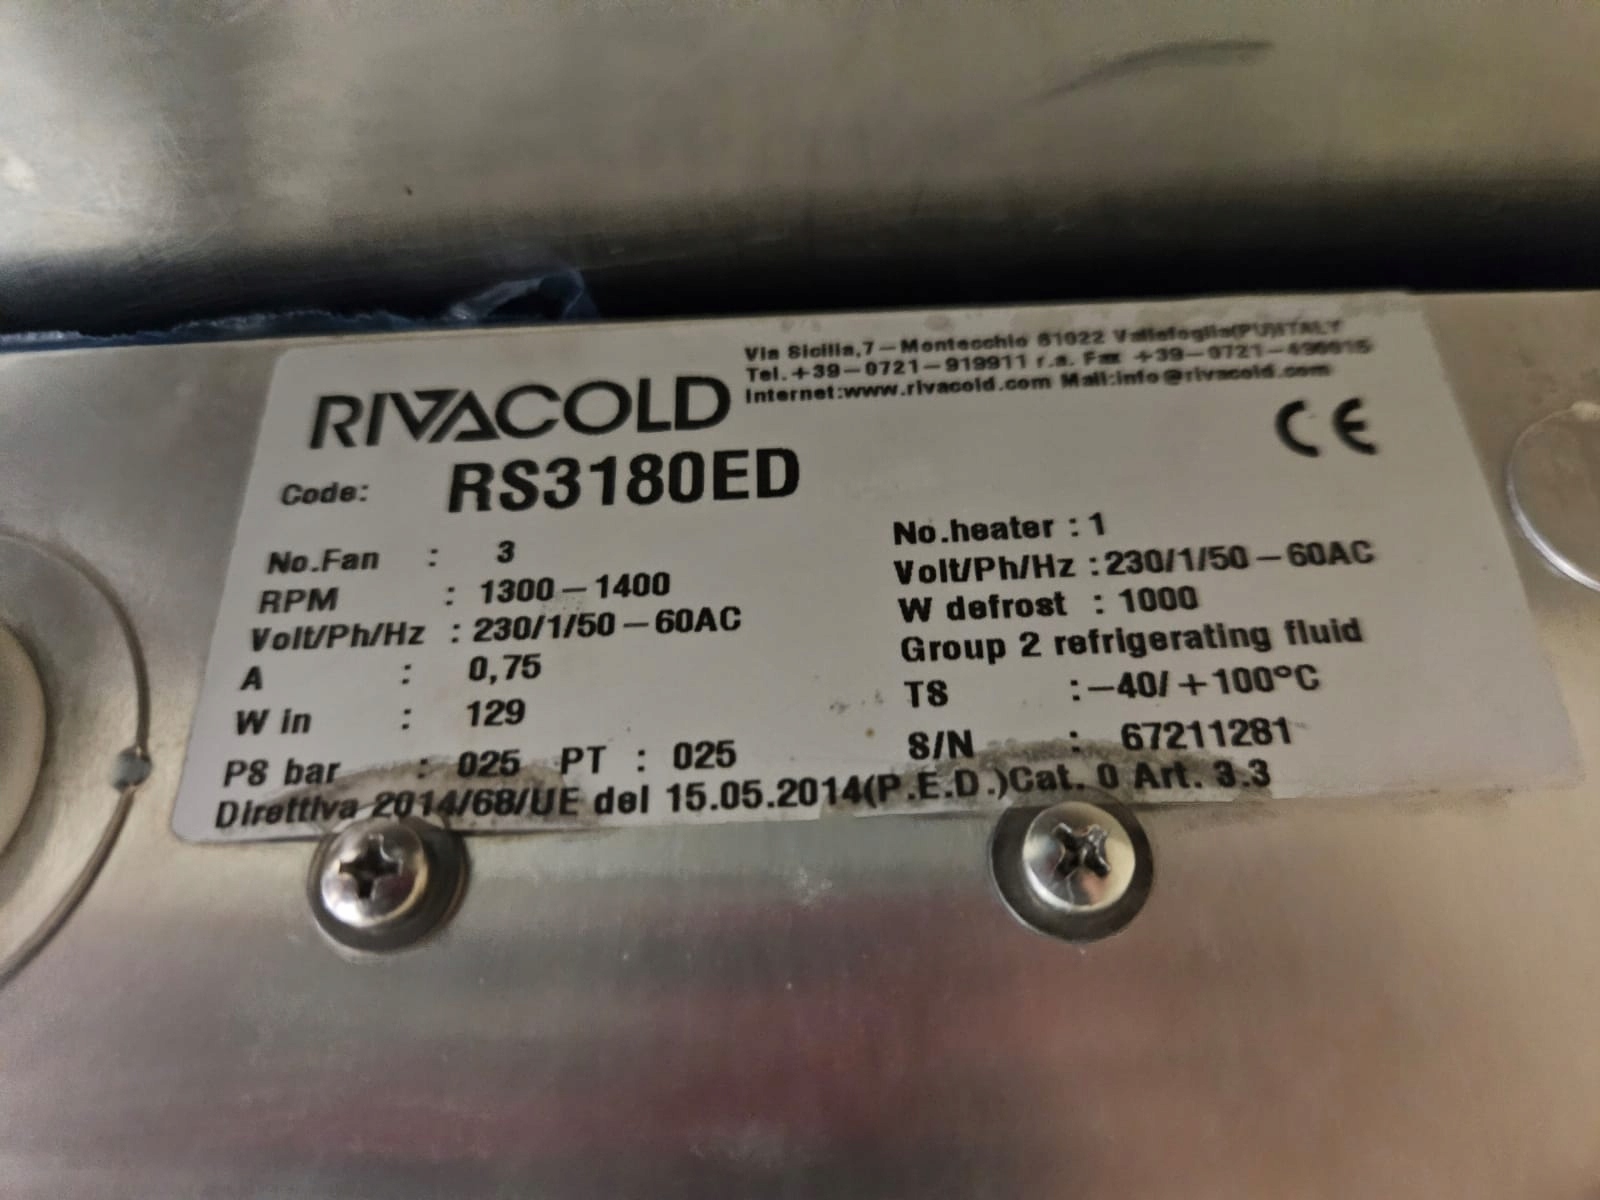 RIVACOLD
Via Sicilia,7 – Montecchio 61022 Vallefoglia(PU)ITALY
Tel.+39–0721–919911 r.a. Fax +39–0721–490015
Internet:www.rivacold.com Mail:info@rivacold.com
CE
Code: RS3180ED
No.Fan : 3
RPM : 1300–1400
Volt/Ph/Hz : 230/1/50–60AC
A : 0,75
W in : 129
PS bar : 025 PT : 025
No.heater : 1
Volt/Ph/Hz :230/1/50–60AC
W defrost : 1000
Group 2 refrigerating fluid
TS :–40/+100°C
S/N : 67211281
Direttiva 2014/68/UE del 15.05.2014(P.E.D.)Cat. 0 Art. 3.3